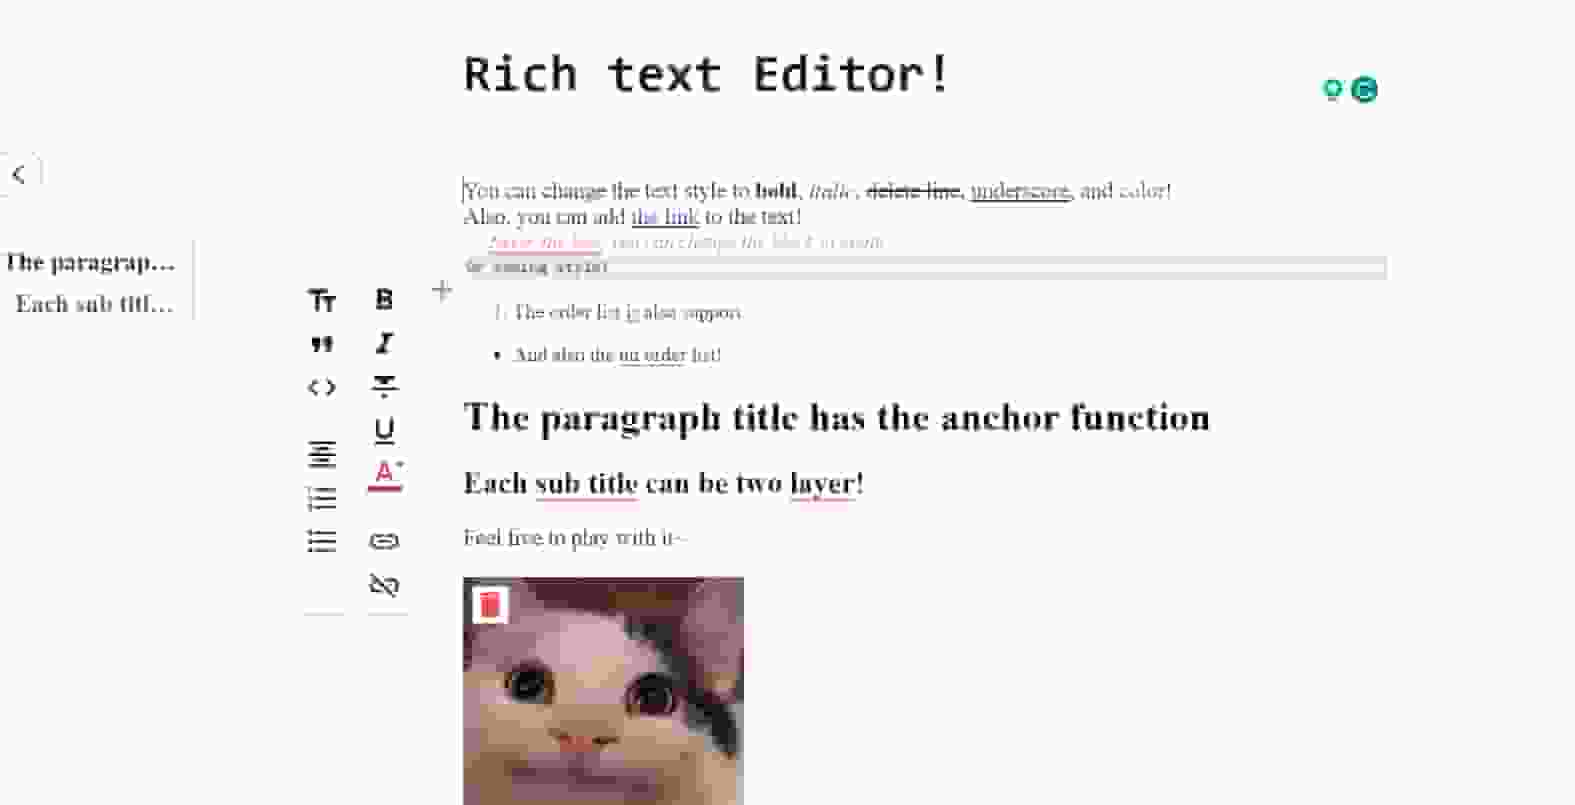 Rich text Editor!
You can change the text style to bold, italic, delete line, underscore, and color!
Also, you can add the link to the text!
you can change the block to quote
Or coding style!
The paragrap...
Each sub titl...
1. The order list is also support
• And also the un order list!
The paragraph title has the anchor function
Each sub title can be two layer!
Feel five to play with it~